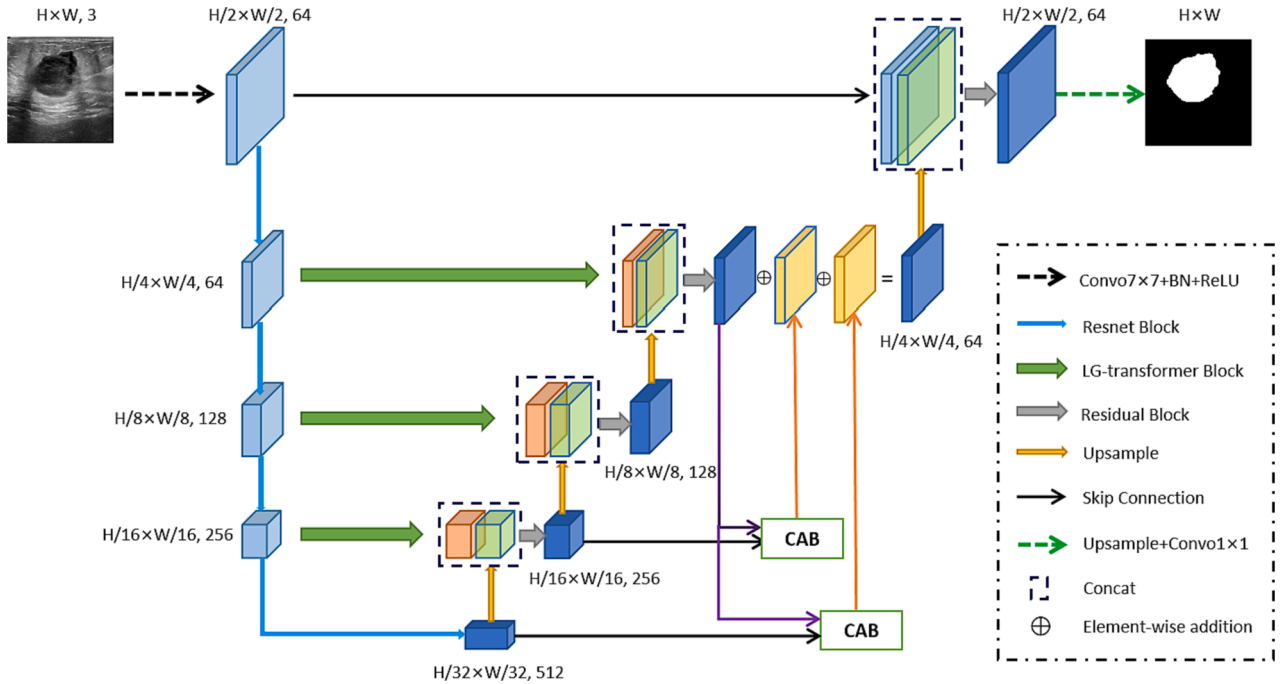 H×W, 3
H/2×W/2, 64
H/2×W/2, 64
H×W
H/4×W/4, 64
H/4×W/4, 64
H/8×W/8, 128
H/8×W/8, 128
H/16×W/16, 256
H/16×W/16, 256
H/32×W/32, 512
=
CAB
CAB
Convo7×7+BN+ReLU
Resnet Block
LG-transformer Block
Residual Block
Upsample
Skip Connection
Upsample+Convo1×1
Concat
Element-wise addition